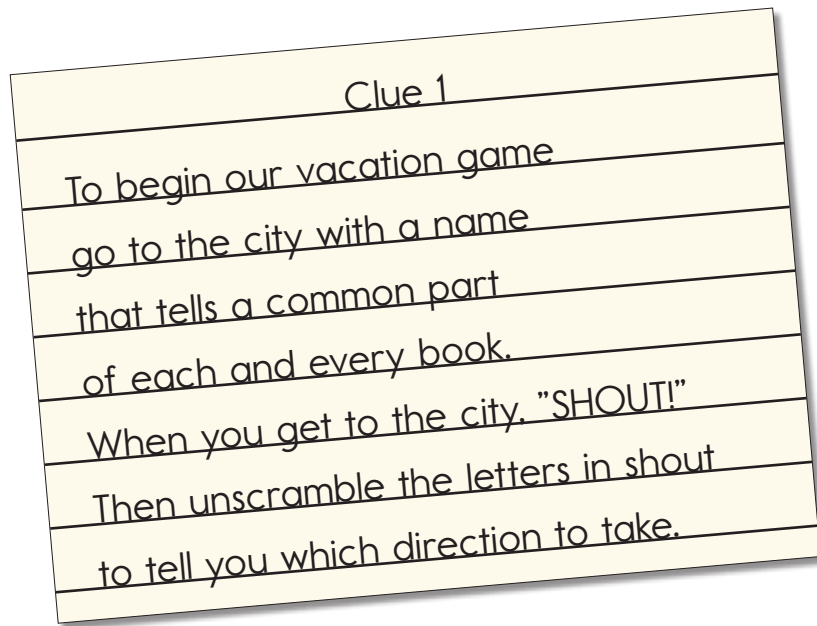 Clue 1
To begin our vacation game
go to the city with a name
that tells a common part
of each and every book.
When you get to the city, ”SHOUT!”
Then unscramble the letters in shout
to tell you which direction to take.